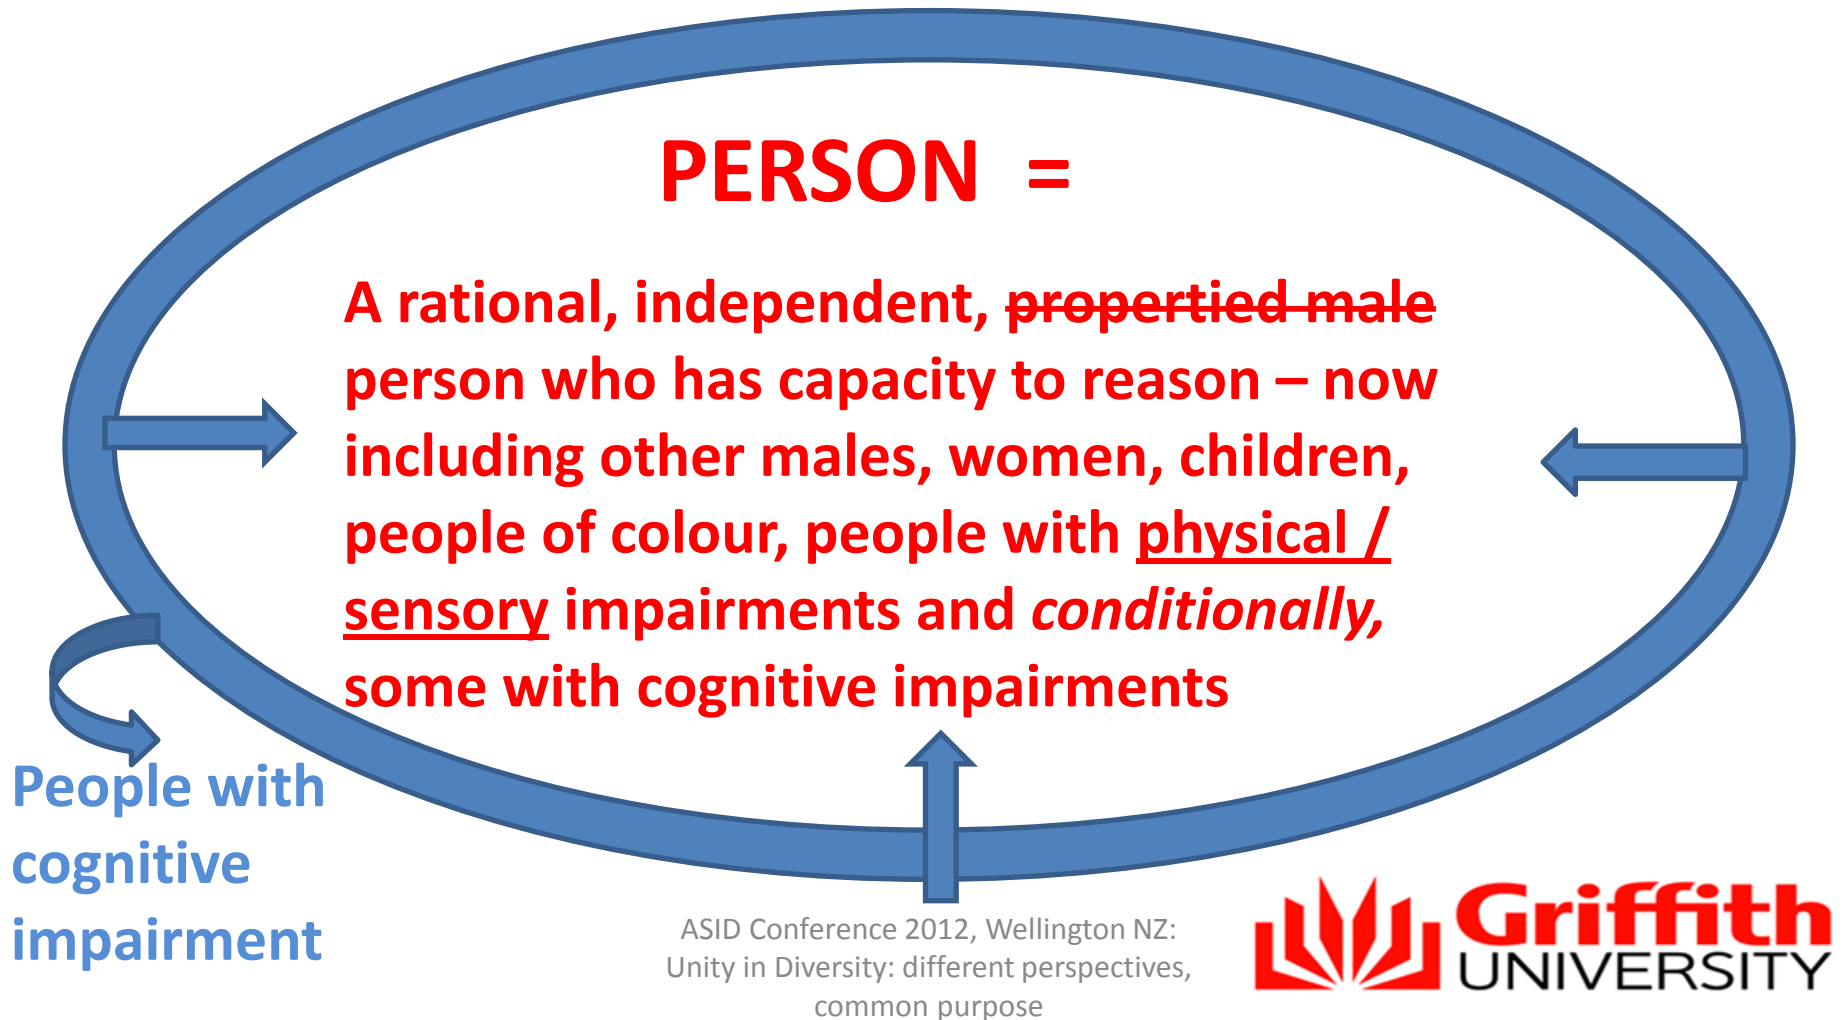 PERSON =
A rational, independent, propertied male
person who has capacity to reason – now
including other males, women, children,
people of colour, people with physical /
sensory impairments and conditionally,
some with cognitive impairments
People with
cognitive
impairment
ASID Conference 2012, Wellington NZ:
Unity in Diversity: different perspectives,
common purpose
Griffith
UNIVERSITY